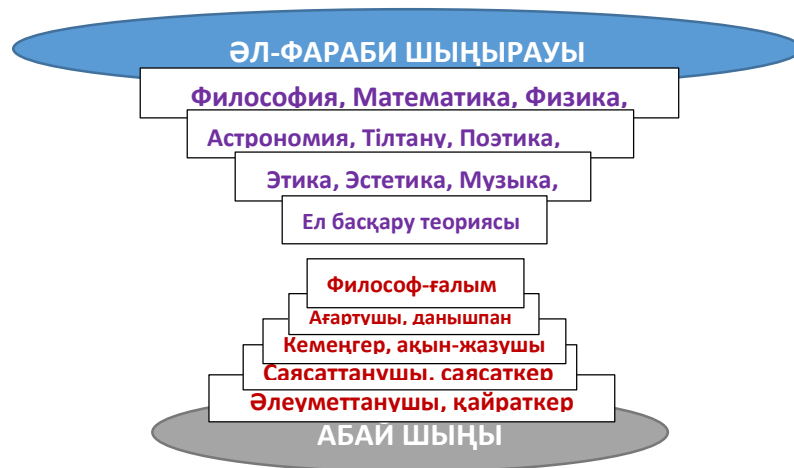 ӘЛ-ФАРАБИ ШЫҢЫРАУЫ
Философия, Математика, Физика,
Астрономия, Тілтану, Поэтика,
Этика, Эстетика, Музыка,
Ел басқару теориясы
Философ-ғалым
Ағартушы, данышпан
Кемеңгер, ақын-жазушы
Саясаттанушы, саясаткер
Әлеуметтанушы, қайраткер
АБАЙ ШЫҢЫ